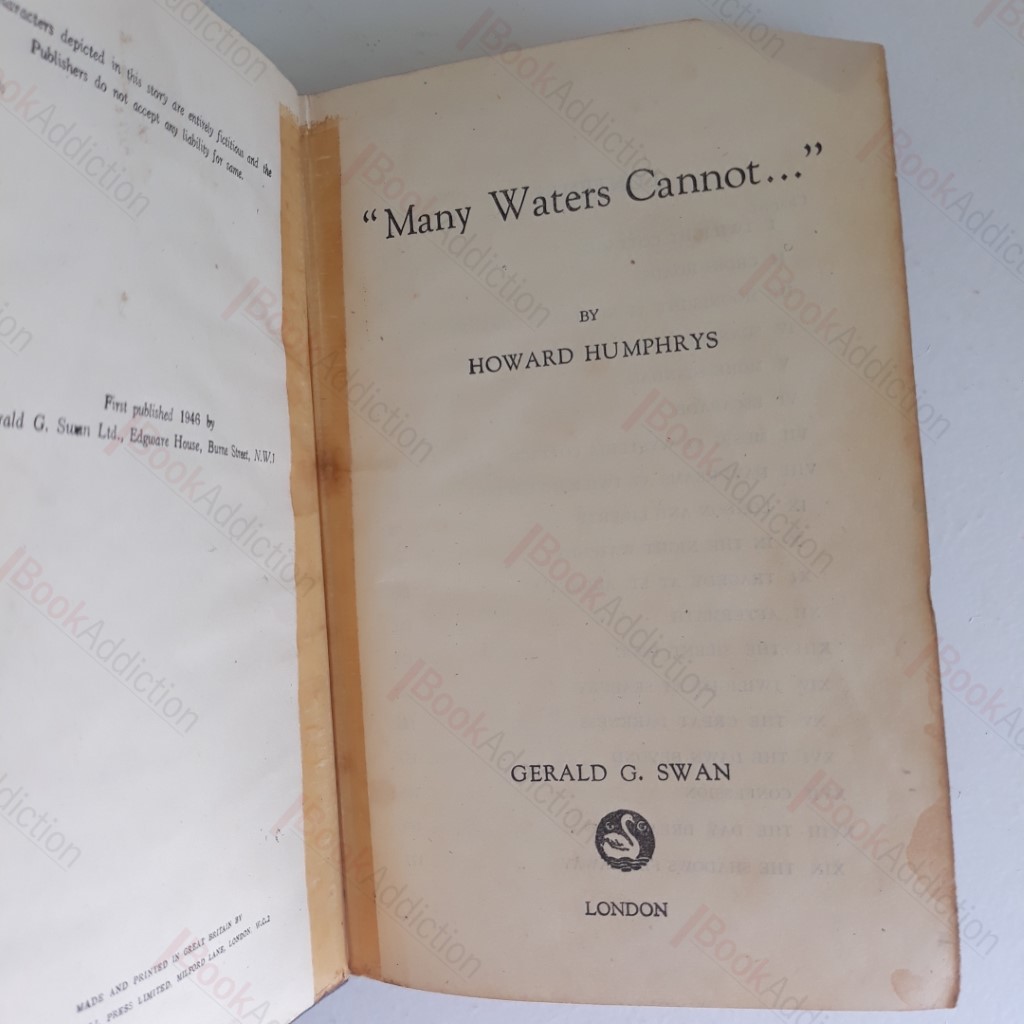 characters depicted in this story are entirely fictitious and the
Publishers do not accept any liability for same.
First published 1946 by
rald G. Swan Ltd., Edgware House, Burne Street, N.W.1
MADE AND PRINTED IN GREAT BRITAIN BY
PRESS LIMITED, MILFORD LANE, LONDON, W.C.2
“Many Waters Cannot...”
BY
HOWARD HUMPHRYS
GERALD G. SWAN
LONDON
BookAddiction